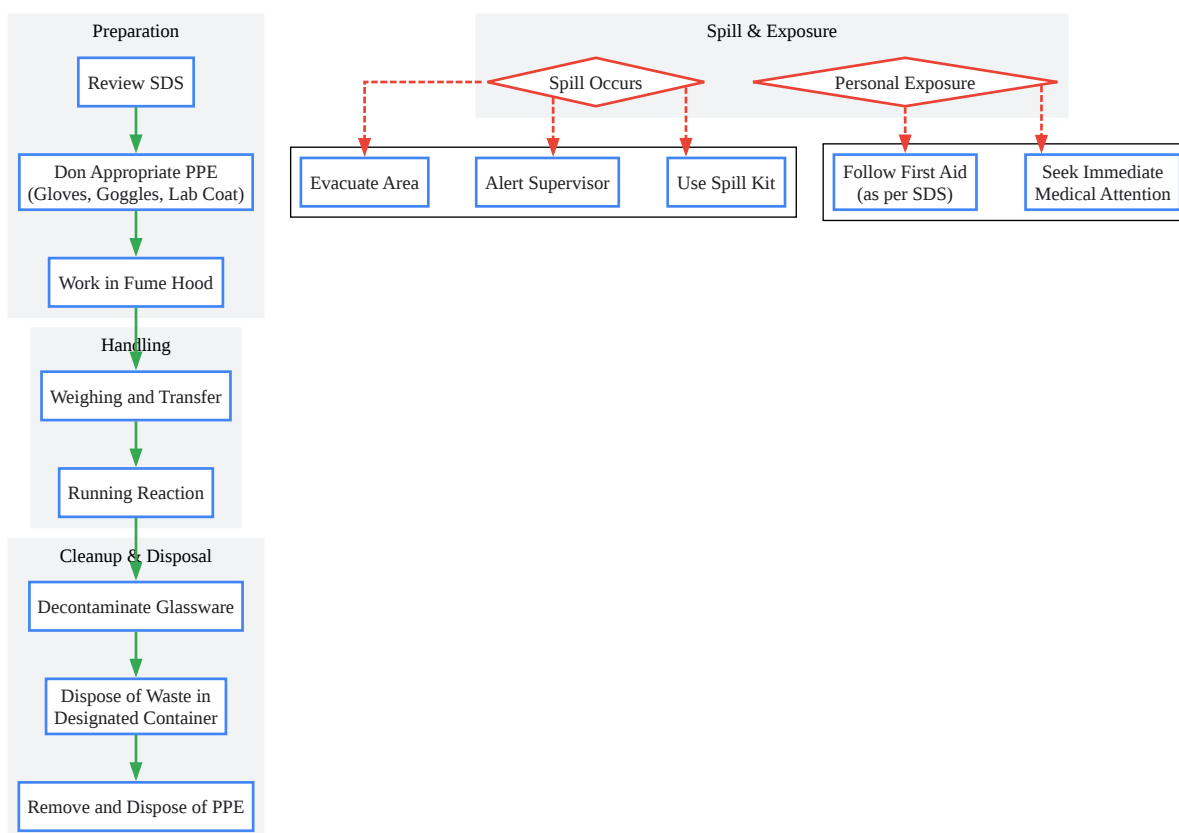 Preparation
Review SDS
Don Appropriate PPE
(Gloves, Goggles, Lab Coat)
Work in Fume Hood
Handling
Weighing and Transfer
Running Reaction
Cleanup & Disposal
Decontaminate Glassware
Dispose of Waste in
Designated Container
Remove and Dispose of PPE
Spill & Exposure
Spill Occurs
Personal Exposure
Evacuate Area
Alert Supervisor
Use Spill Kit
Follow First Aid
(as per SDS)
Seek Immediate
Medical Attention